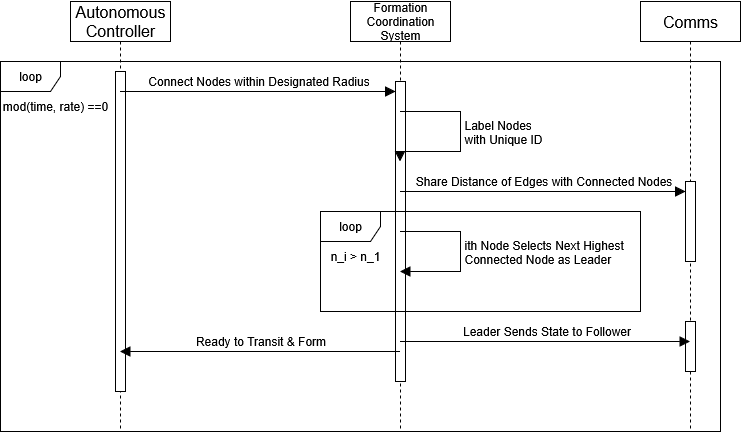 Autonomous
Controller
Formation
Coordination
System
Comms
loop
mod(time, rate) ==0
Connect Nodes within Designated Radius
Label Nodes
with Unique ID
Share Distance of Edges with Connected Nodes
loop
n_i > n_1
ith Node Selects Next Highest
Connected Node as Leader
Leader Sends State to Follower
Ready to Transit & Form